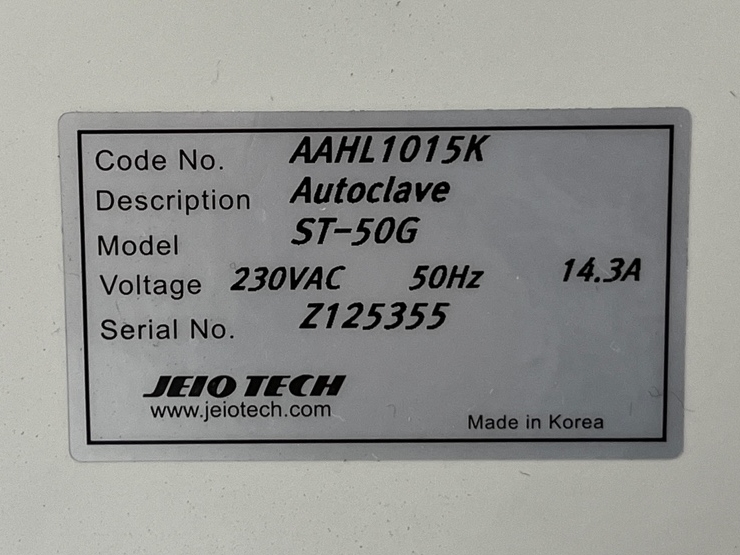 Code No. AAHL1015K
Description Autoclave
Model ST-50G
Voltage 230VAC 50Hz 14.3A
Serial No. Z125355
JEIO TECH
www.jeiotech.com
Made in Korea